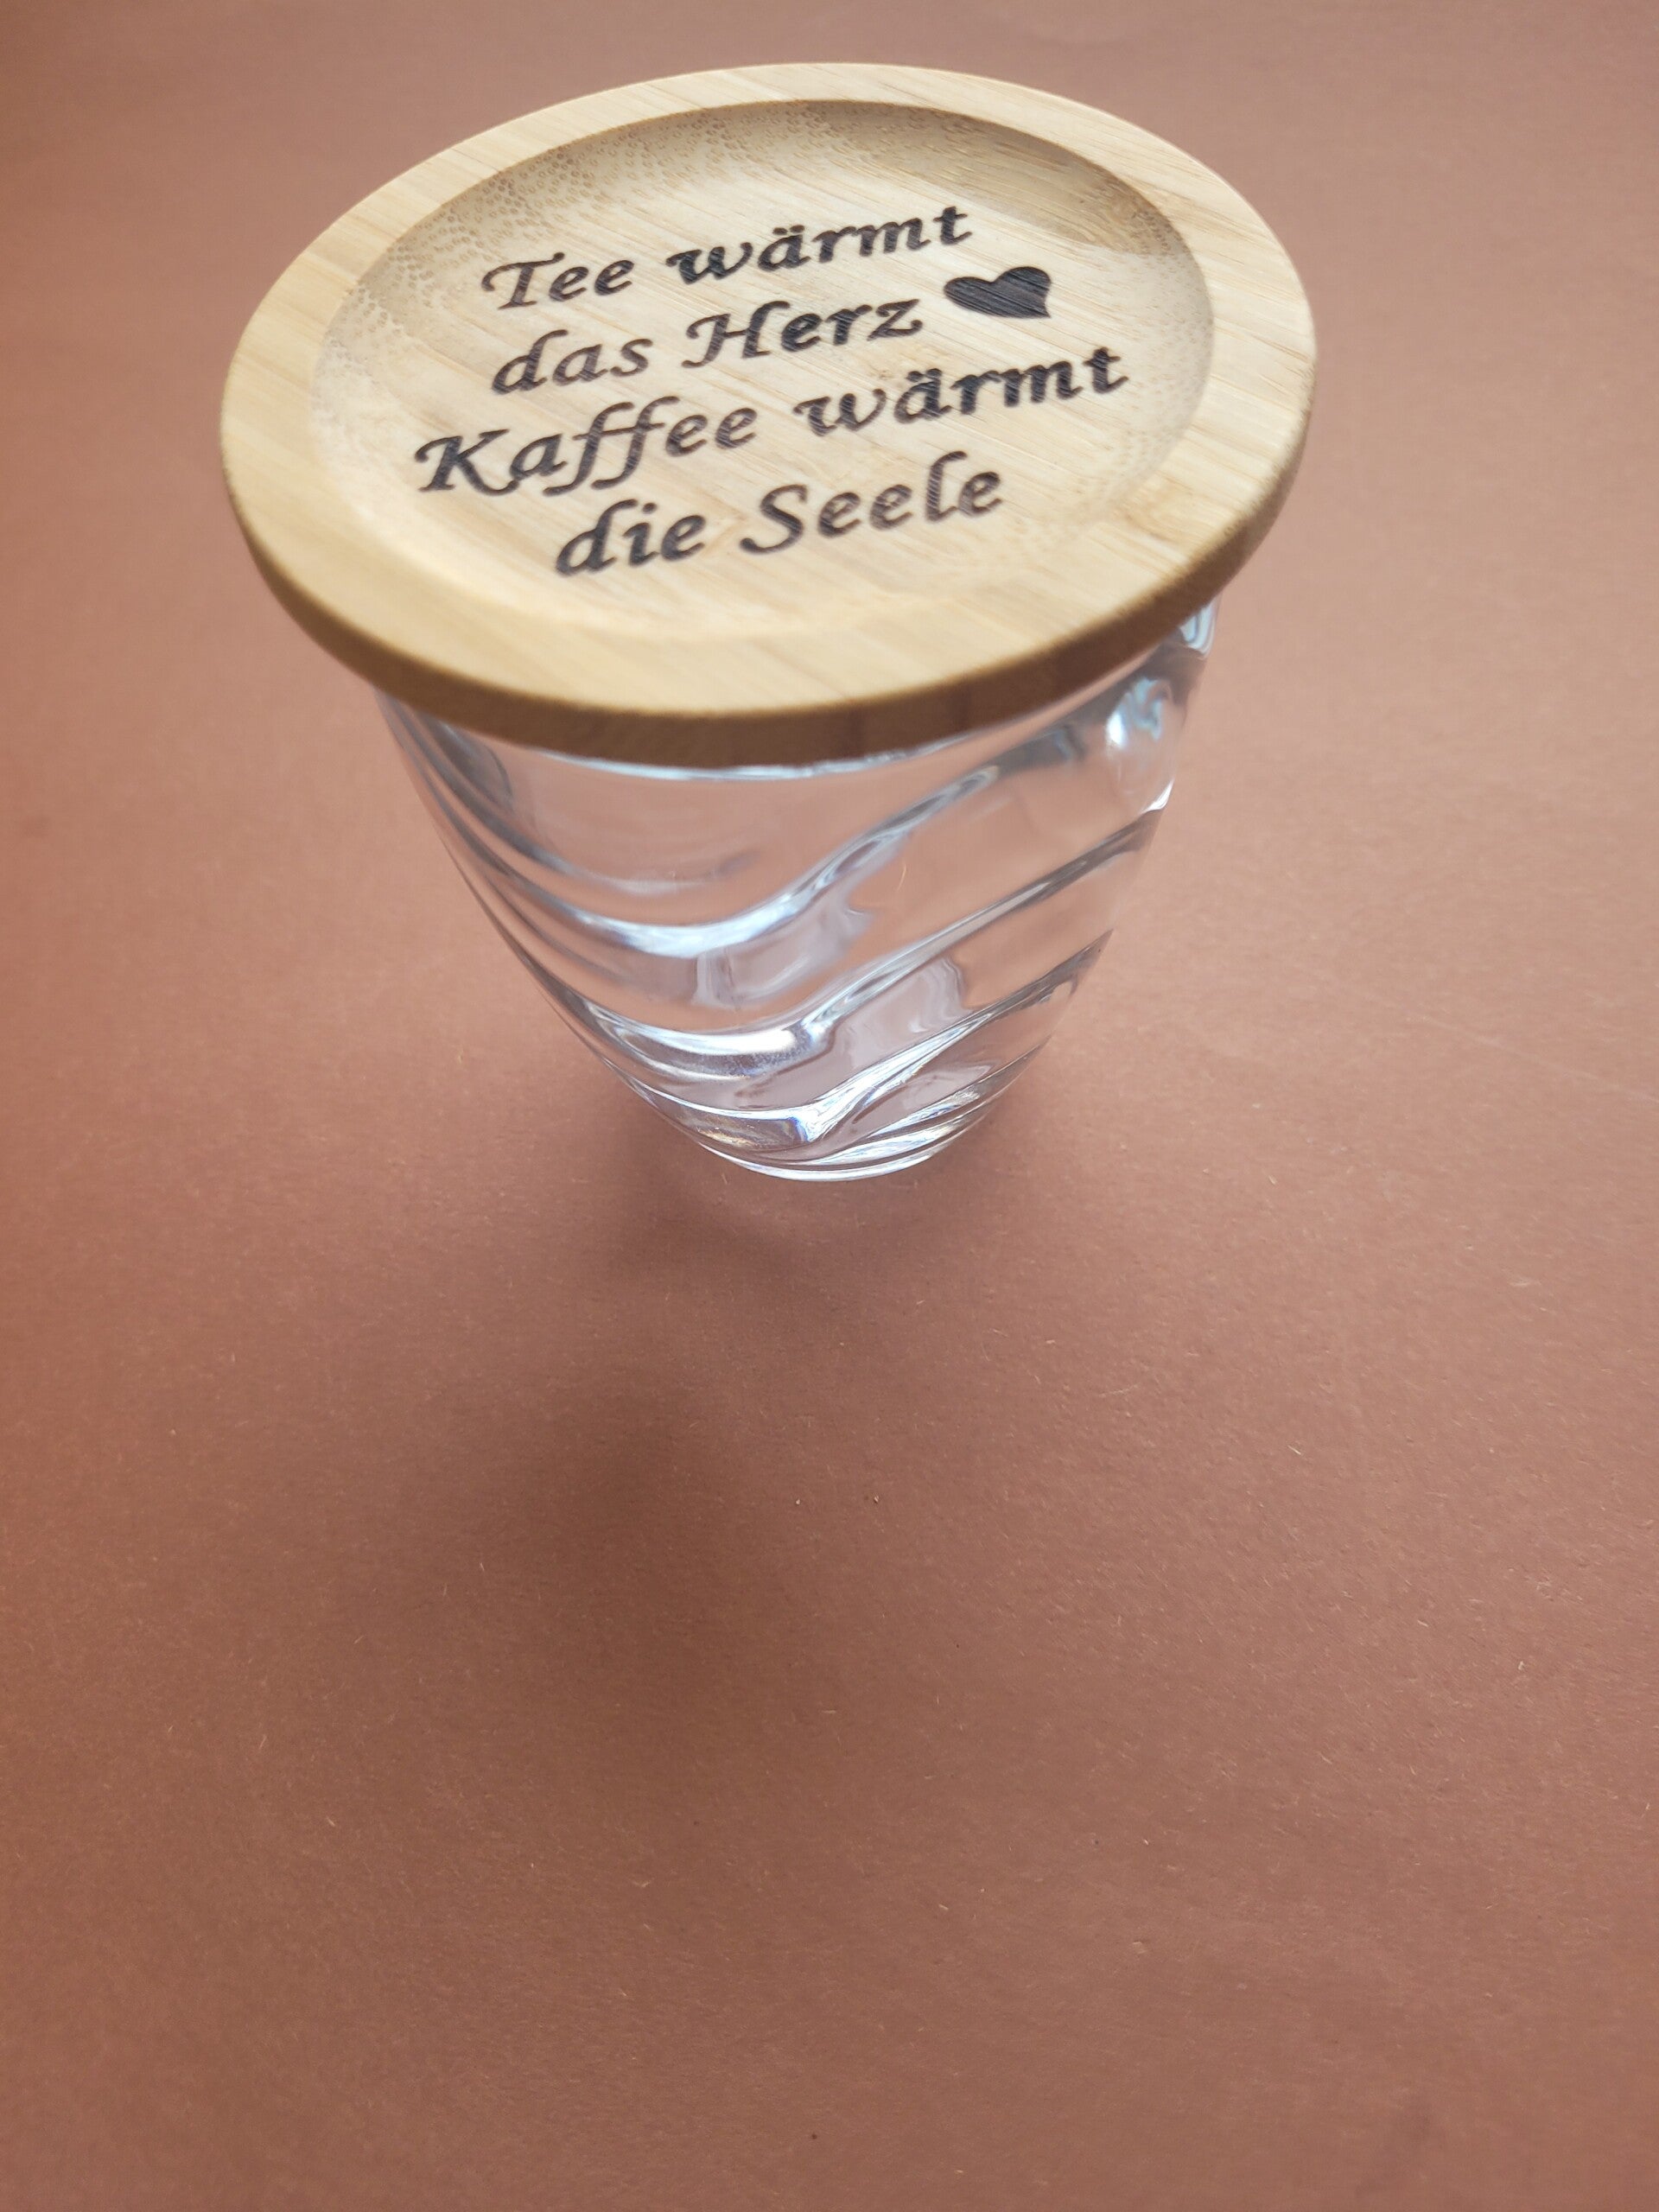 Tee wärmt
das Herz ♥
Kaffee wärmt
die Seele